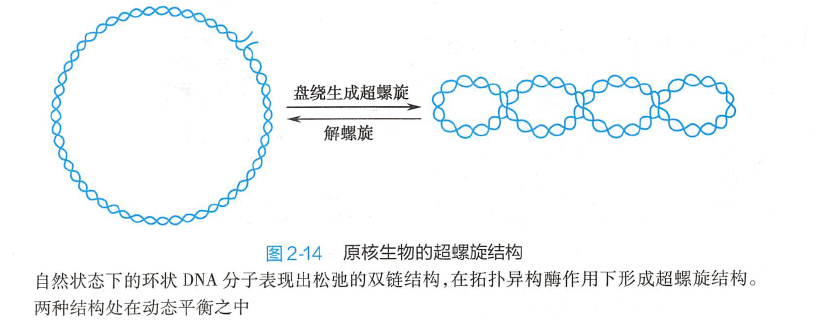 盘绕生成超螺旋
解螺旋
图2-14 原核生物的超螺旋结构
自然状态下的环状 DNA 分子表现出松弛的双链结构,在拓扑异构酶作用下形成超螺旋结构。
两种结构处在动态平衡之中